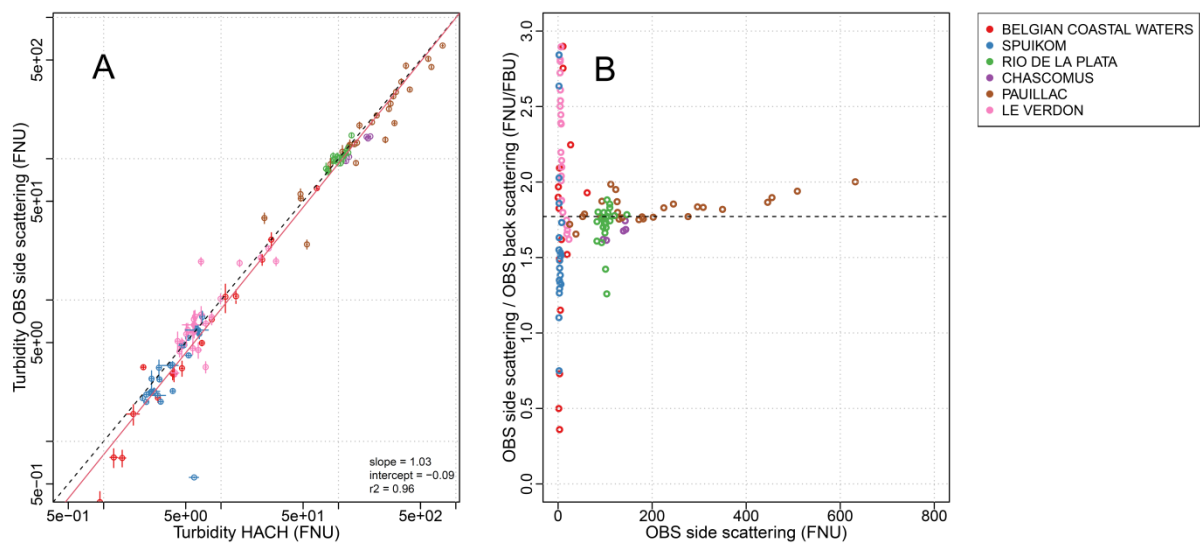 A
5e+02
5e+01
5e+00
5e−01
Turbidity OBS side scattering (FNU)
slope = 1.03
intercept = −0.09
r2 = 0.96
5e−01 5e+00 5e+01 5e+02
Turbidity HACH (FNU)
B
3.0
2.5
2.0
1.5
1.0
0.5
0.0
OBS side scattering / OBS back scattering (FNU/FBU)
0 200 400 600 800
OBS side scattering (FNU)
BELGIAN COASTAL WATERS
SPUIKOM
RIO DE LA PLATA
CHASCOMUS
PAUILLAC
LE VERDON